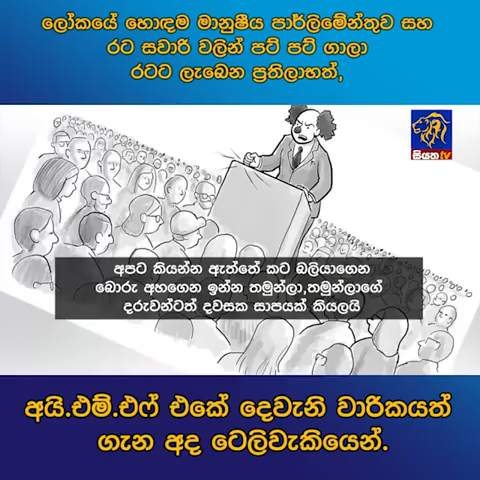 ලෝකයේ හොඳම මානුෂීය පාර්ලිමේන්තුව සහ
රට සවාරි වලින් පට් පට් ගාලා
රටට ලැබෙන ප්‍රතිලාභත්,
සියත tv
අපට කියන්න ඇත්තේ කට බලියාගෙන
බොරු අහගෙන ඉන්න තමුන්ලා,තමුන්ලාගේ
දරුවන්ටත් දවසක සාපයක් කියලයි
අයි.එම්.එෆ් එකේ දෙවැනි වාරිකයත්
ගැන අද ටෙලිවැකියෙන්.